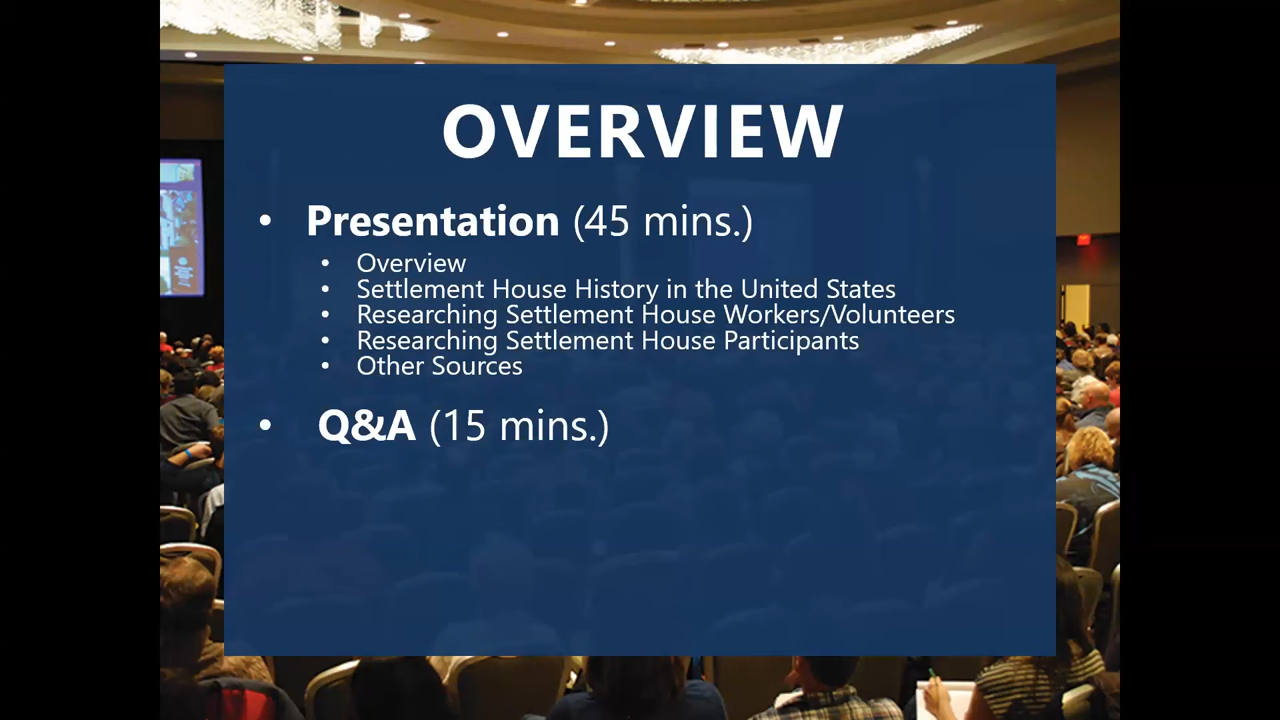 OVERVIEW
• Presentation (45 mins.)
• Overview
• Settlement House History in the United States
• Researching Settlement House Workers/Volunteers
• Researching Settlement House Participants
• Other Sources
• Q&A (15 mins.)